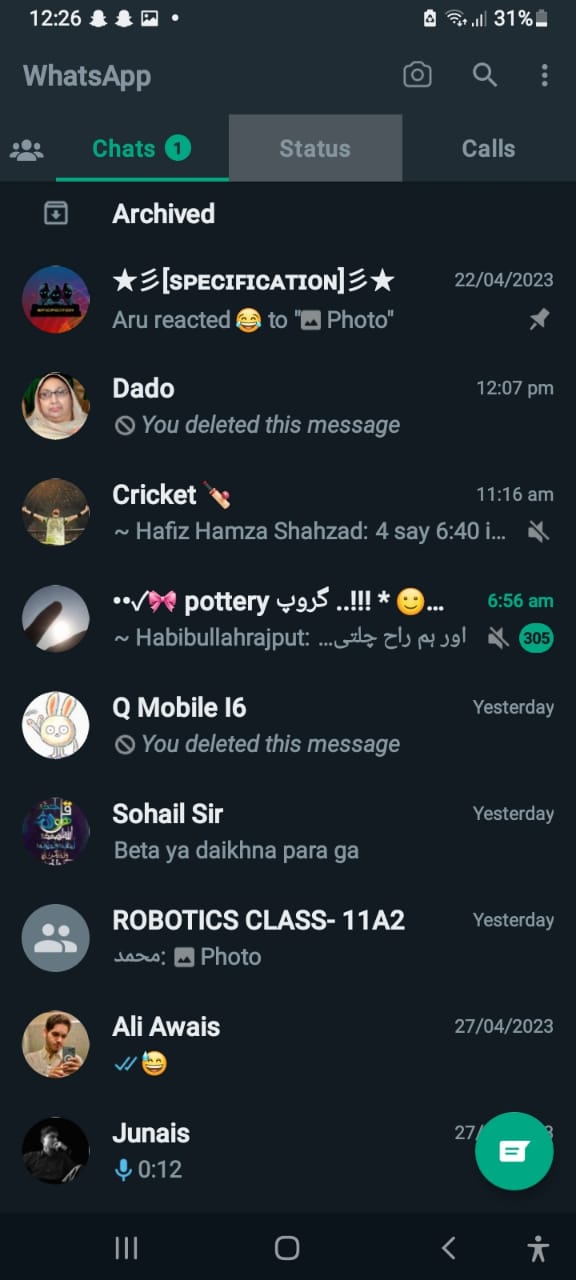 12:26
31%
WhatsApp
Chats 1
Status
Calls
Archived
★彡[ꜱᴘᴇᴄɪꜰɪᴄᴀᴛɪᴏɴ]彡★
22/04/2023
Aru reacted 😂 to "Photo"
Dado
12:07 pm
You deleted this message
Cricket 🏏
11:16 am
~ Hafiz Hamza Shahzad: 4 say 6:40 i...
••✓🎀 pottery گروپ ..!!! * 🙂...
6:56 am
~ Habibullahrajput: اور ہم راح چلتی...
305
Q Mobile I6
Yesterday
You deleted this message
Sohail Sir
Yesterday
Beta ya daikhna para ga
ROBOTICS CLASS- 11A2
Yesterday
محمد: Photo
Ali Awais
27/04/2023
😅
Junais
0:12